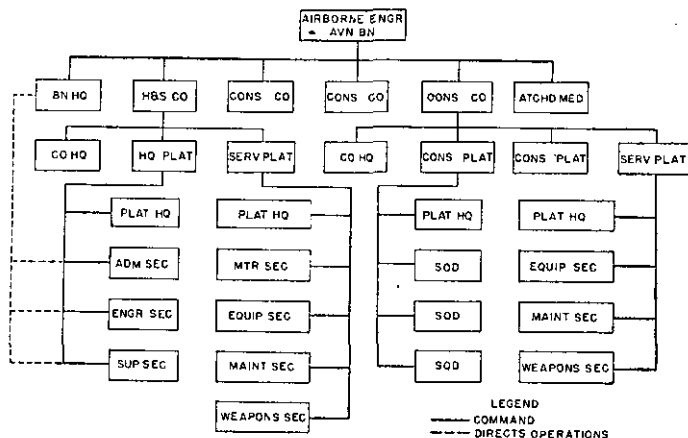 AIRBORNE ENGR
AVN BN
BN HQ
H&S CO
CONS CO
CONS CO
CONS CO
ATCHD MED
CO HQ
HQ PLAT
SERV PLAT
CO HQ
CONS PLAT
CONS PLAT
SERV PLAT
PLAT HQ
PLAT HQ
PLAT HQ
PLAT HQ
ADM SEC
MTR SEC
SQD
EQUIP SEC
ENGR SEC
EQUIP SEC
SQD
MAINT SEC
SUP SEC
MAINT SEC
SQD
WEAPONS SEC
WEAPONS SEC
LEGEND
COMMAND
DIRECTS OPERATIONS